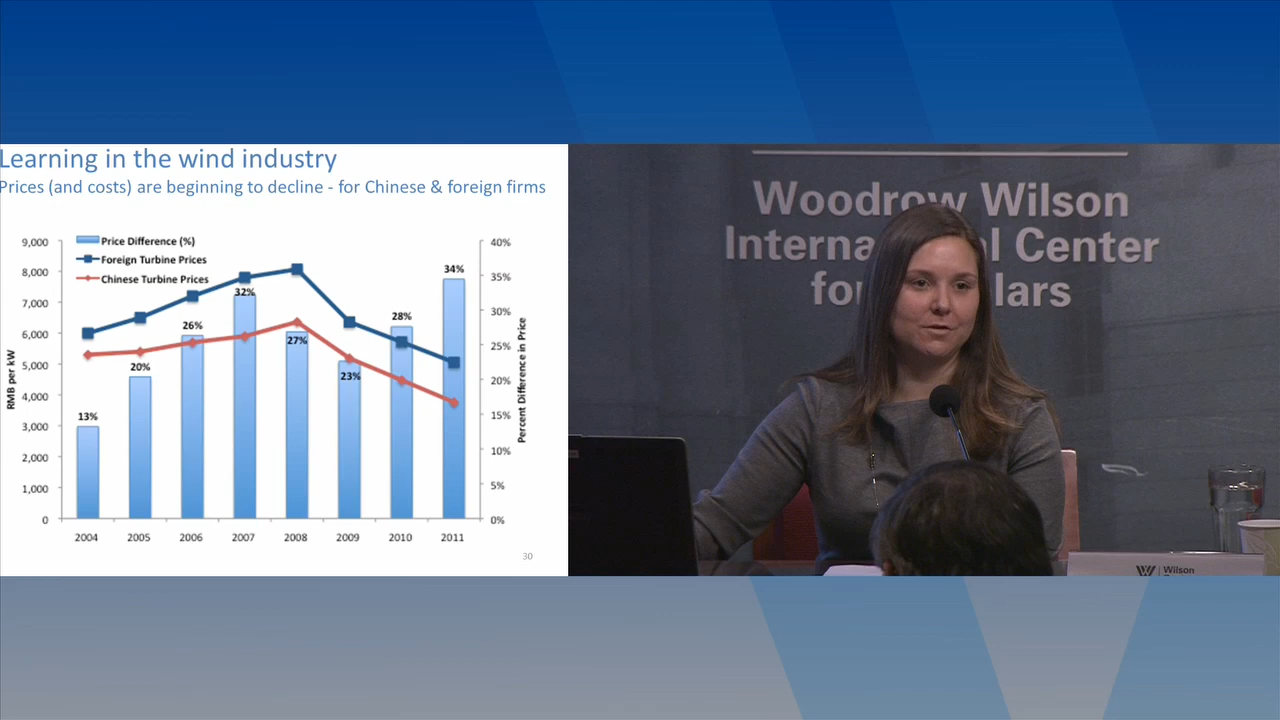 Learning in the wind industry
Prices (and costs) are beginning to decline - for Chinese & foreign firms
Price Difference (%)
Foreign Turbine Prices
Chinese Turbine Prices
RMB per kW
9,000
8,000
7,000
6,000
5,000
4,000
3,000
2,000
1,000
0
13%
20%
26%
32%
27%
23%
28%
34%
40%
35%
30%
25%
20%
15%
10%
5%
0%
Percent Difference in Price
2004 2005 2006 2007 2008 2009 2010 2011
30
Woodrow Wilson
Interna l Center
for lars
Wilson